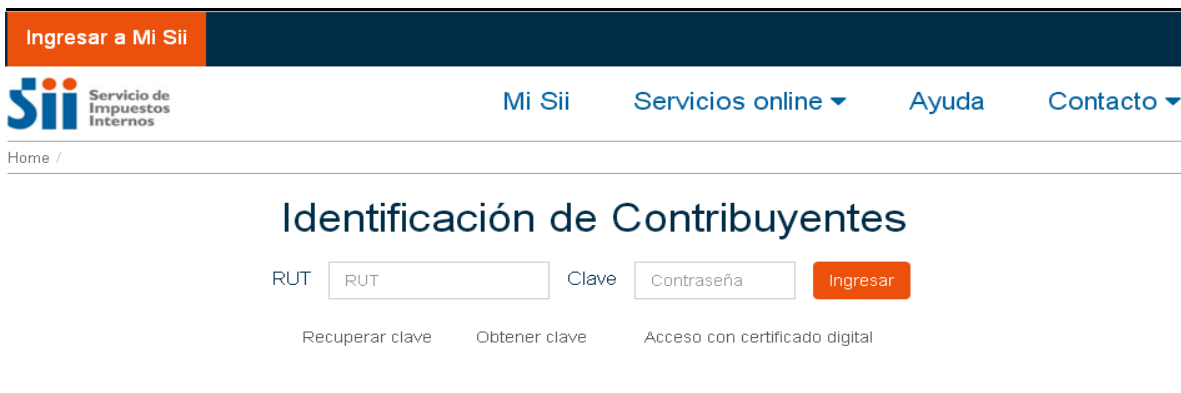 Ingresar a Mi Sii
Sii Servicio de
Impuestos
Internos
Mi Sii Servicios online Ayuda Contacto
Home /
Identificación de Contribuyentes
RUT RUT Clave Contraseña Ingresar
Recuperar clave Obtener clave Acceso con certificado digital